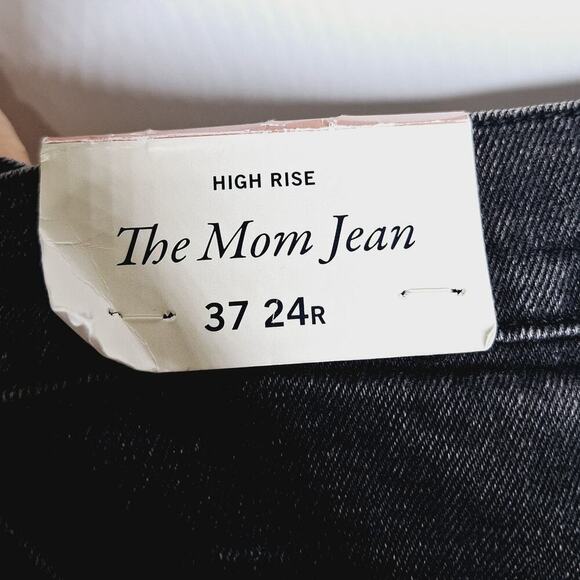 HIGH RISE
The Mom Jean
37 24R